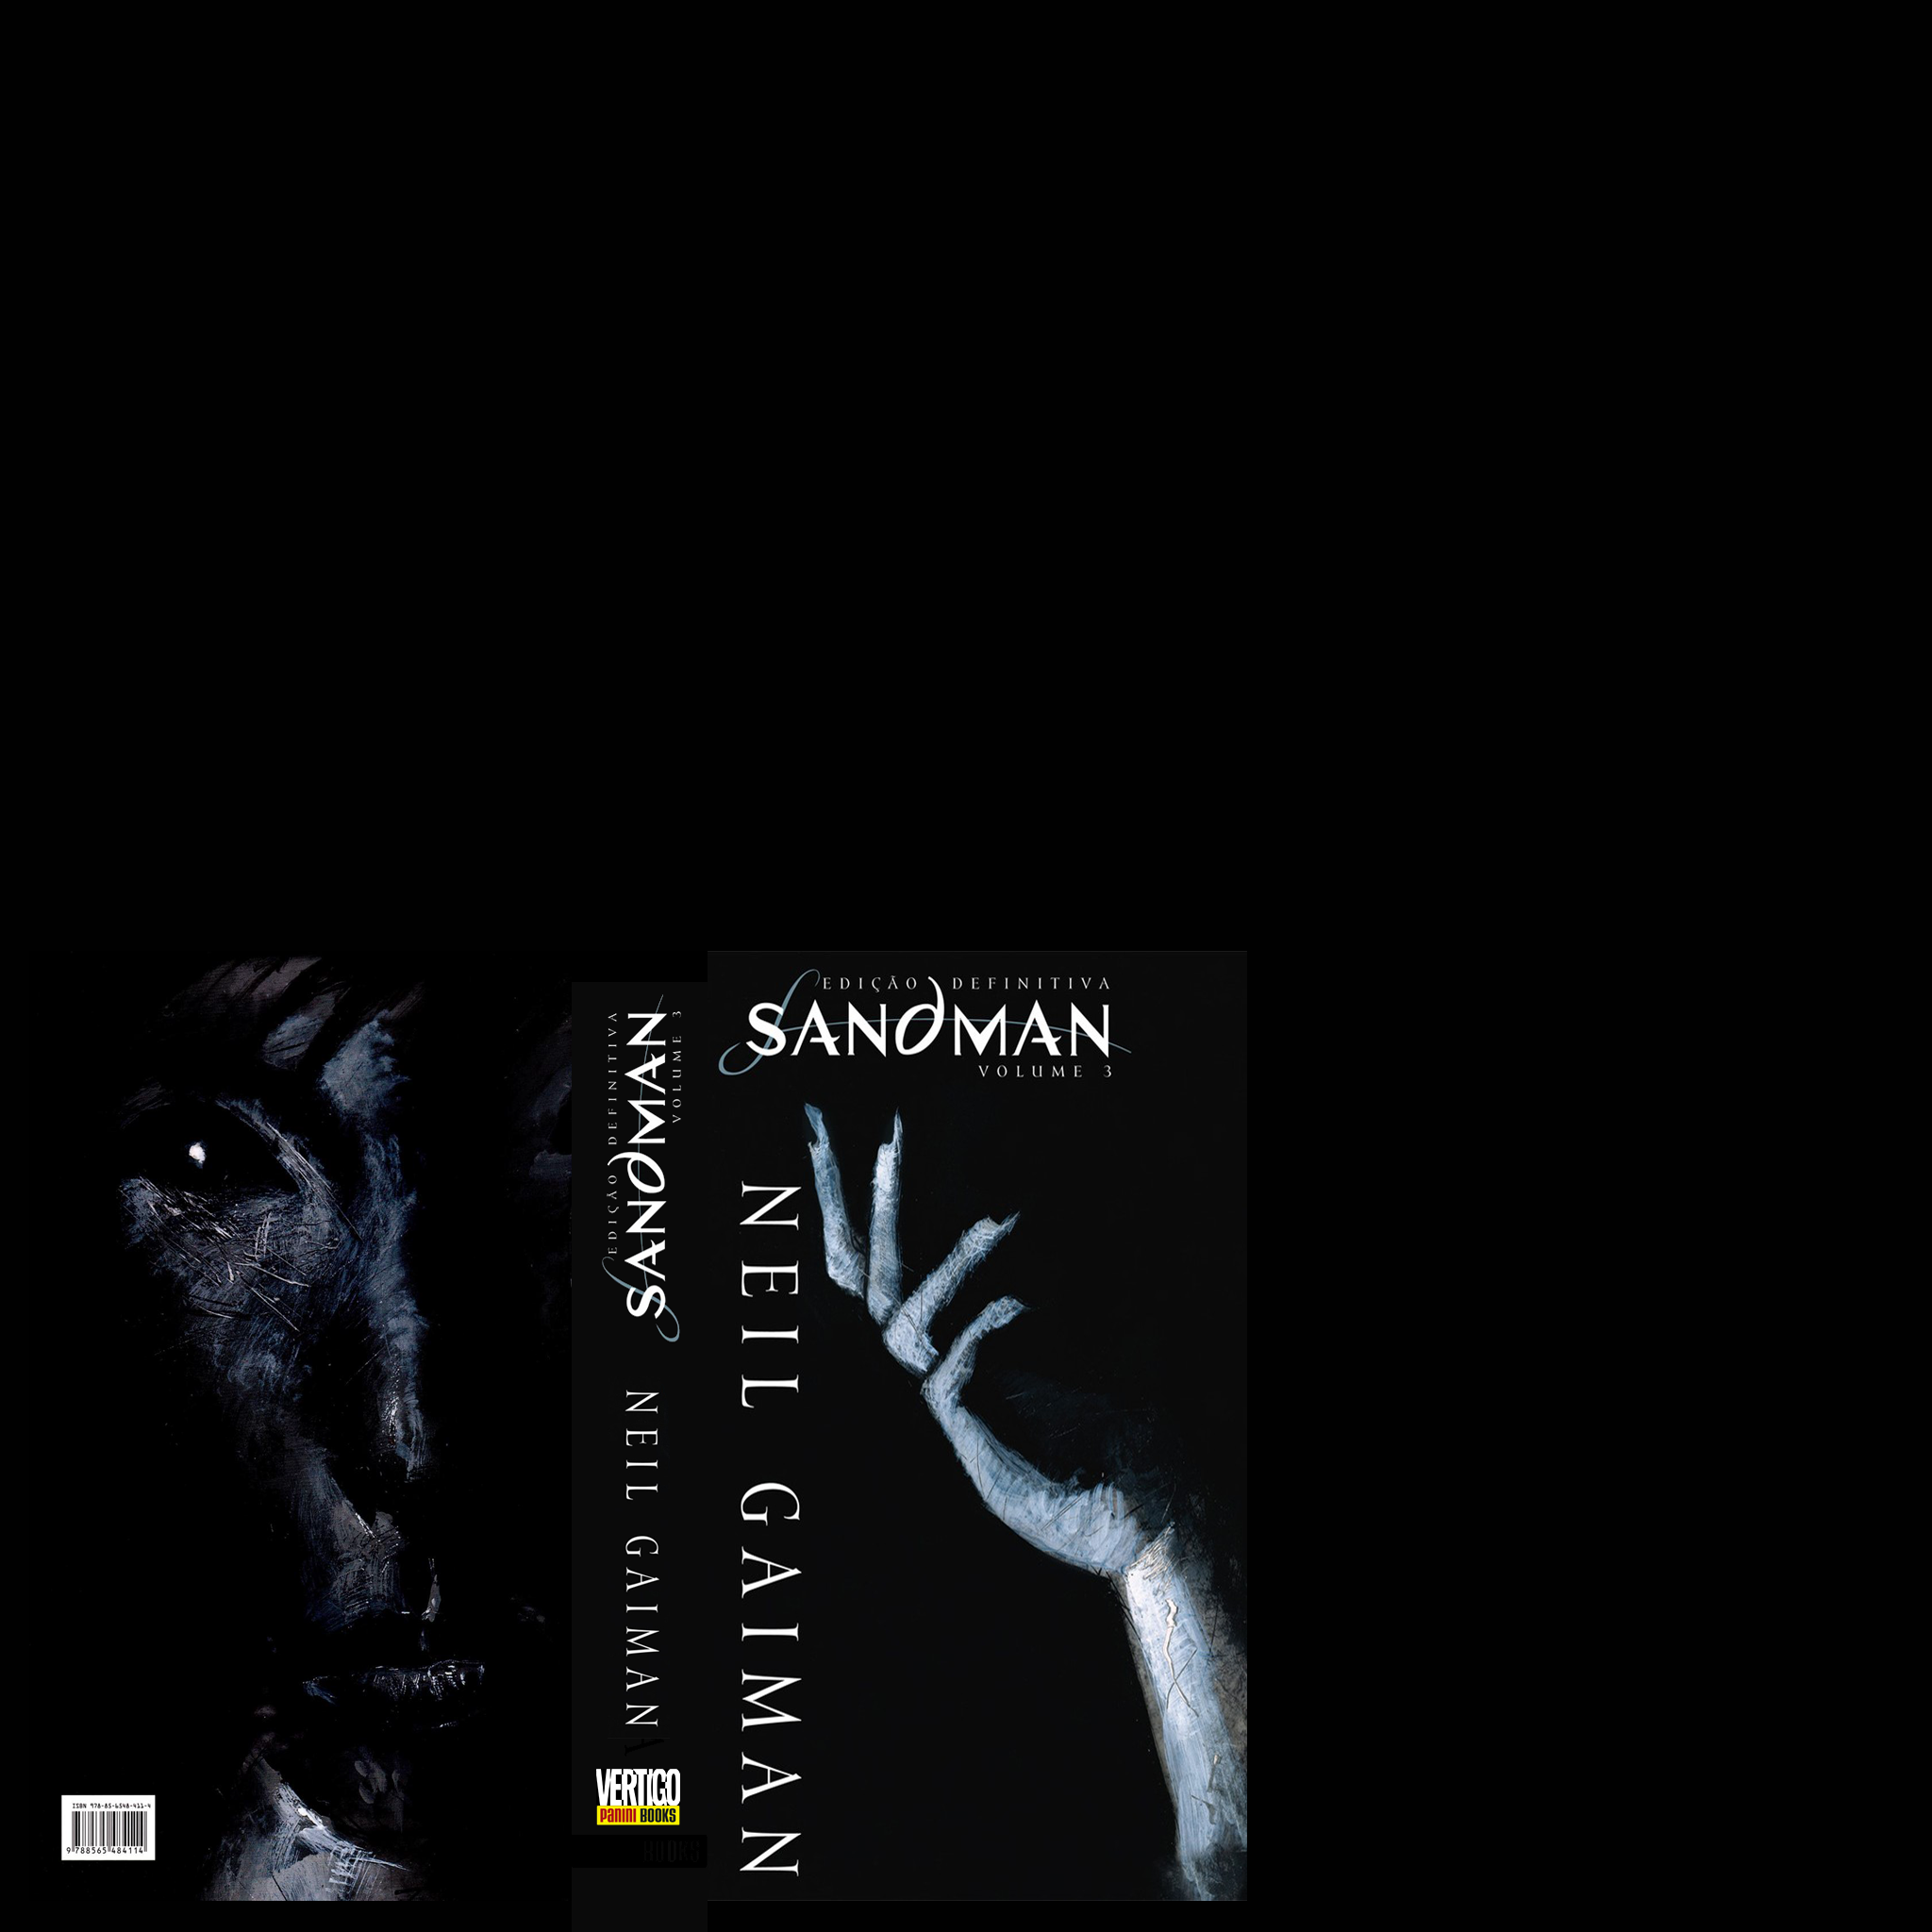 ISBN 978-85-6548-411-4
9 788565 484114
EDIÇÃO DEFINITIVA
SANDMAN
VOLUME 3
NEIL GAIMAN
VERTIGO
PANINI BOOKS
BOOKS
EDIÇÃO DEFINITIVA
SANDMAN
VOLUME 3
NEIL GAIMAN